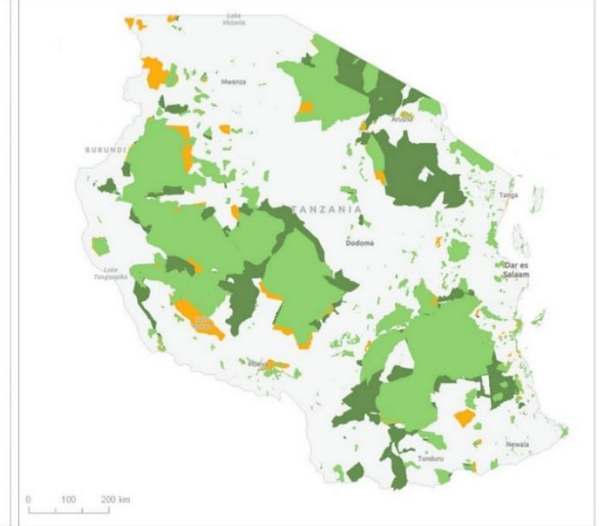 Lake
Victoria
Mwanza
Arusha
BURUNDI
TANZANIA
Tanga
Dodoma
Dar es
Salaam
Lake
Tanganyika
Newala
Tunduru
0 100 200 km